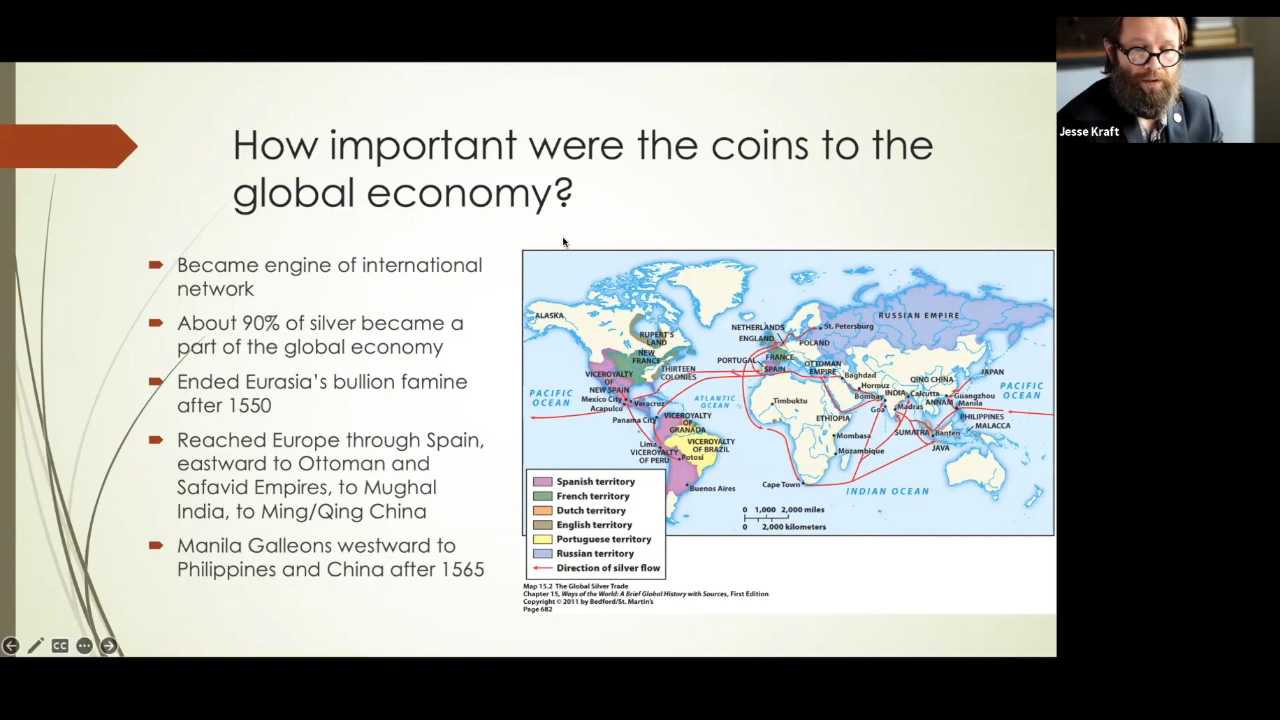 How important were the coins to the
global economy?
Became engine of international
network
About 90% of silver became a
part of the global economy
Ended Eurasia's bullion famine
after 1550
Reached Europe through Spain,
eastward to Ottoman and
Safavid Empires, to Mughal
India, to Ming/Qing China
Manila Galleons westward to
Philippines and China after 1565
ALASKA
RUPERT'S
LAND
NEW
FRANCE
THIRTEEN
COLONIES
VICEROYALTY
OF
NEW SPAIN
Mexico City
Veracruz
Acapulco
Panama City
PACIFIC
OCEAN
ATLANTIC
OCEAN
VICEROYALTY
OF
GRANADA
VICEROYALTY
OF BRAZIL
Lima
VICEROYALTY
OF PERU
Potosí
Buenos Aires
NETHERLANDS
ENGLAND
PORTUGAL
FRANCE
SPAIN
POLAND
St. Petersburg
RUSSIAN EMPIRE
OTTOMAN
EMPIRE
Baghdad
Hormuz
Timbuktu
ETHIOPIA
Mombasa
Mozambique
Cape Town
Bombay
INDIA
Calcutta
Goa
Madras
QING CHINA
JAPAN
Guangzhou
ANNAM
Manila
PHILIPPINES
MALACCA
SUMATRA
Banten
JAVA
PACIFIC
OCEAN
INDIAN OCEAN
0 1,000 2,000 miles
0 2,000 kilometers
Spanish territory
French territory
Dutch territory
English territory
Portuguese territory
Russian territory
Direction of silver flow
Map 15.2 The Global Silver Trade
Chapter 15, Ways of the World: A Brief Global History with Sources, First Edition
Copyright © 2011 by Bedford/St. Martin's
Page 682
CC
Jesse Kraft